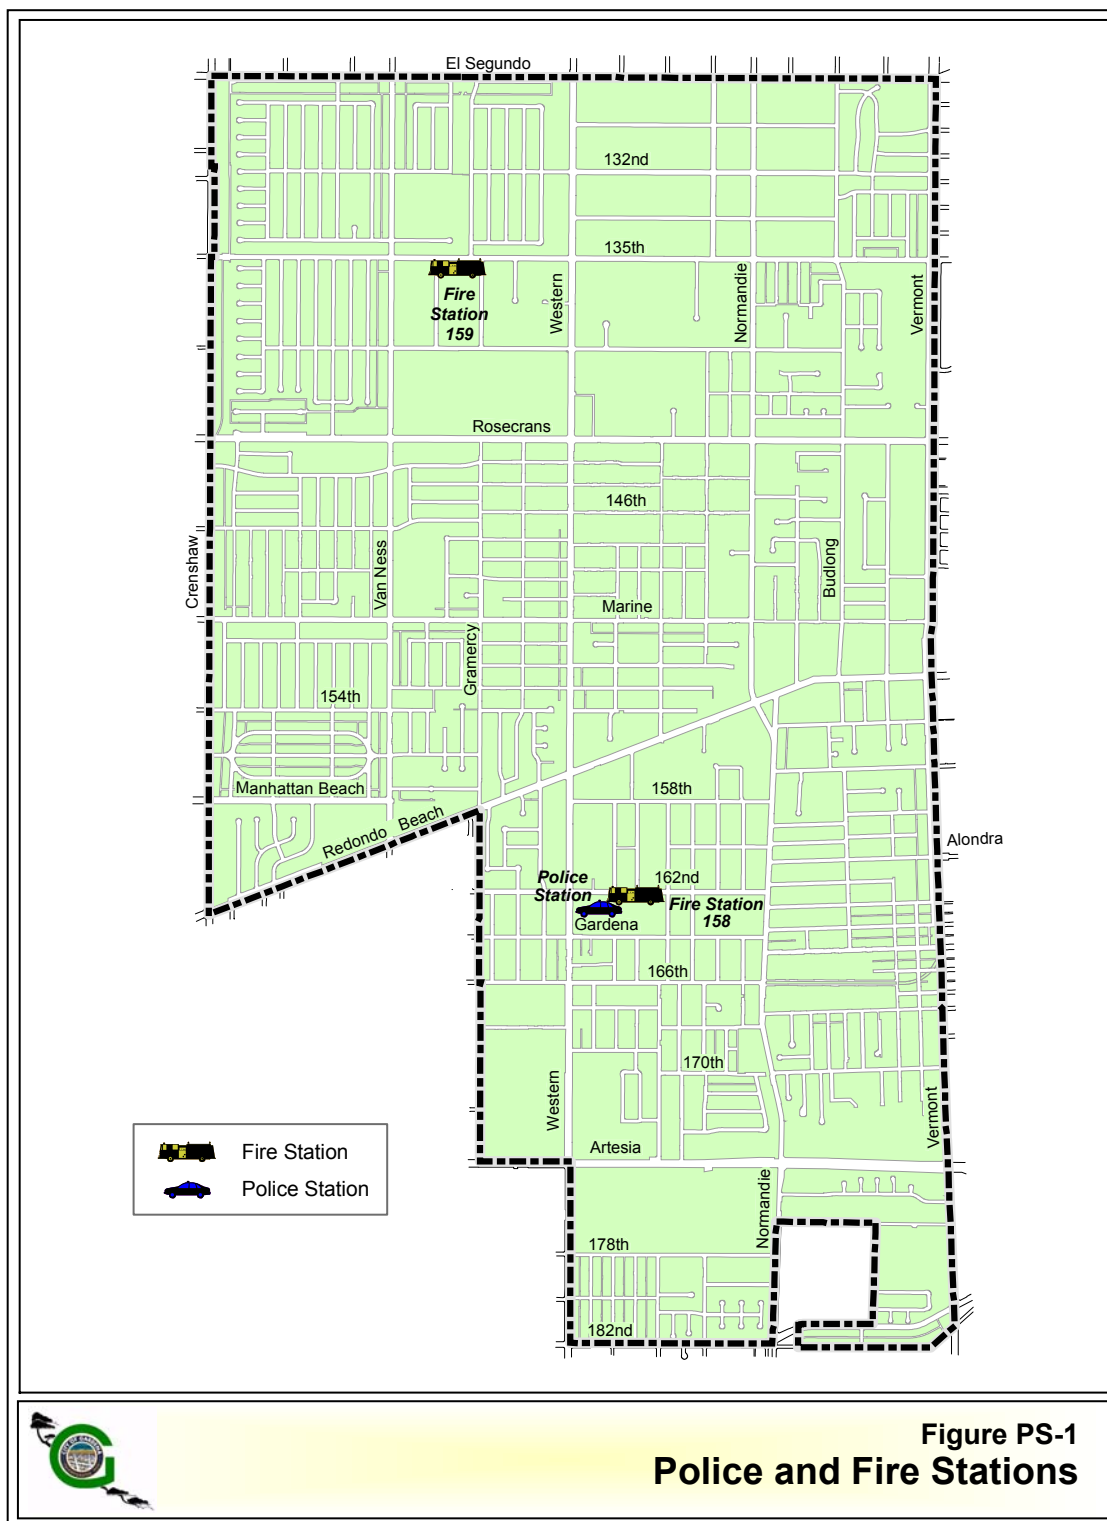 El Segundo
132nd
135th
Fire
Station
159
Western
Normandie
Vermont
Rosecrans
146th
Crenshaw
Van Ness
Budlong
Marine
Gramercy
154th
Manhattan Beach
158th
Redondo Beach
Alondra
Police
Station
162nd
Fire Station
158
Gardena
166th
170th
Western
Vermont
Artesia
Fire Station
Police Station
Normandie
178th
182nd
Figure PS-1
Police and Fire Stations